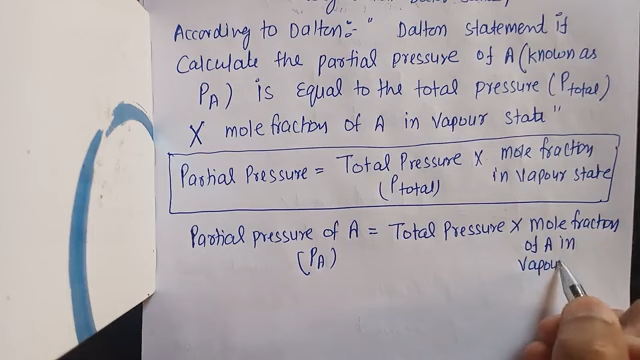 According to Dalton:- " Dalton statement if
Calculate the partial pressure of A (known as
PA) is equal to the total pressure (Ptotal)
X mole fraction of A in vapour state"
Partial Pressure = Total Pressure X mole fraction
(Ptotal) in vapour state
Partial pressure of A = Total Pressure X mole fraction
(PA) of A in
vapou